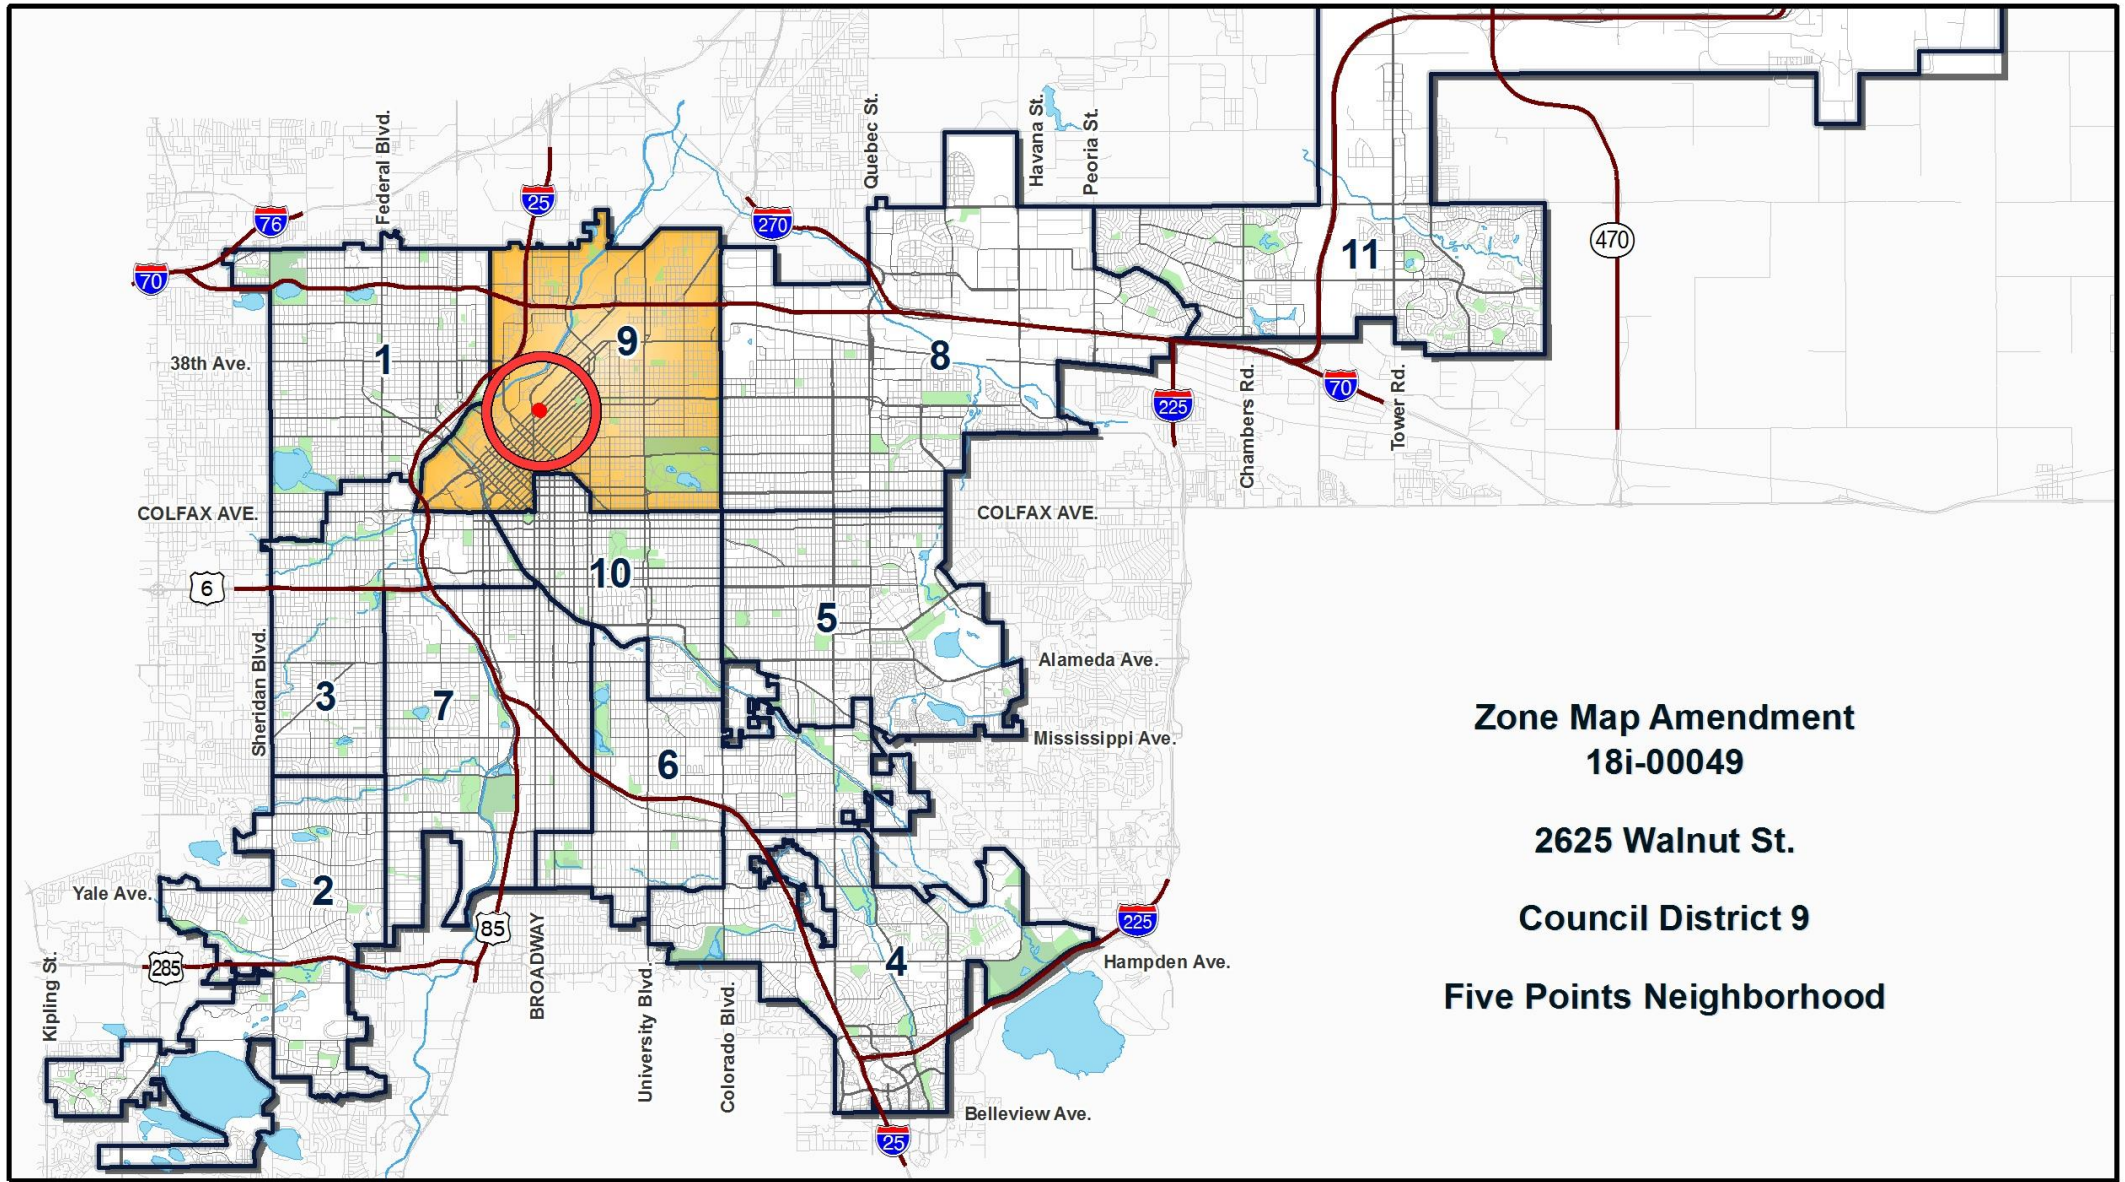 Federal Blvd.
Quebec St.
Havana St.
Peoria St.
25
76
270
70
470
11
9
1
8
38th Ave.
225
Chambers Rd.
70
Tower Rd.
COLFAX AVE.
COLFAX AVE.
10
6
5
Sheridan Blvd.
Alameda Ave.
3
7
Mississippi Ave.
6
Yale Ave.
2
85
BROADWAY
225
285
4
Hampden Ave.
Kipling St.
University Blvd.
Colorado Blvd.
Belleview Ave.
25
Zone Map Amendment
18i-00049
2625 Walnut St.
Council District 9
Five Points Neighborhood